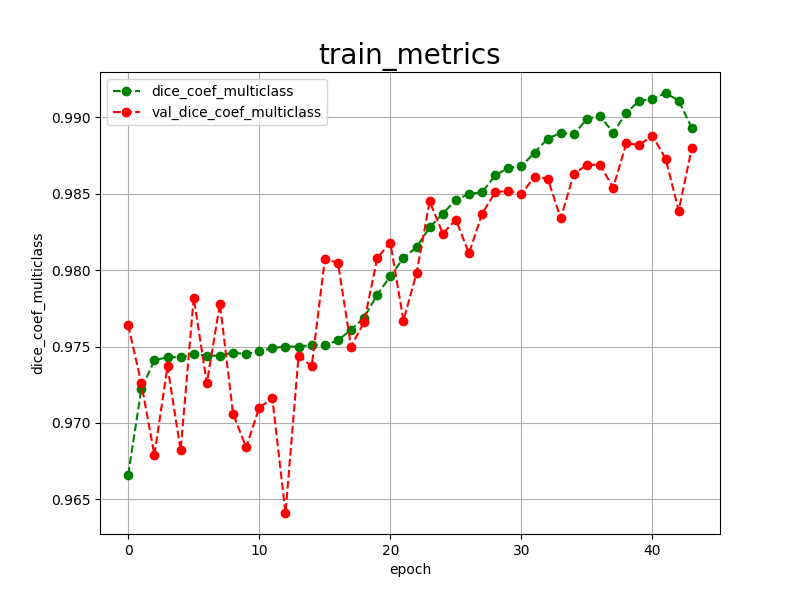 train_metrics
dice_coef_multiclass
val_dice_coef_multiclass
dice_coef_multiclass
0.990
0.985
0.980
0.975
0.970
0.965
0 10 20 30 40
epoch